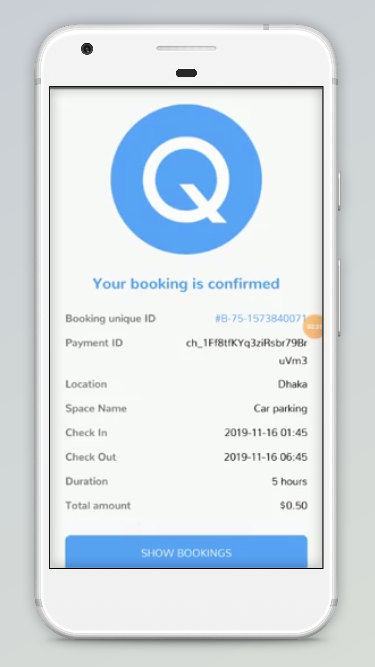 Q
Your booking is confirmed
Booking unique ID #B-75-1573840071
Payment ID ch_1Ff8tfKYq3ziRsbr79Br
uVm3
Location Dhaka
Space Name Car parking
Check In 2019-11-16 01:45
Check Out 2019-11-16 06:45
Duration 5 hours
Total amount $0.50
SHOW BOOKINGS